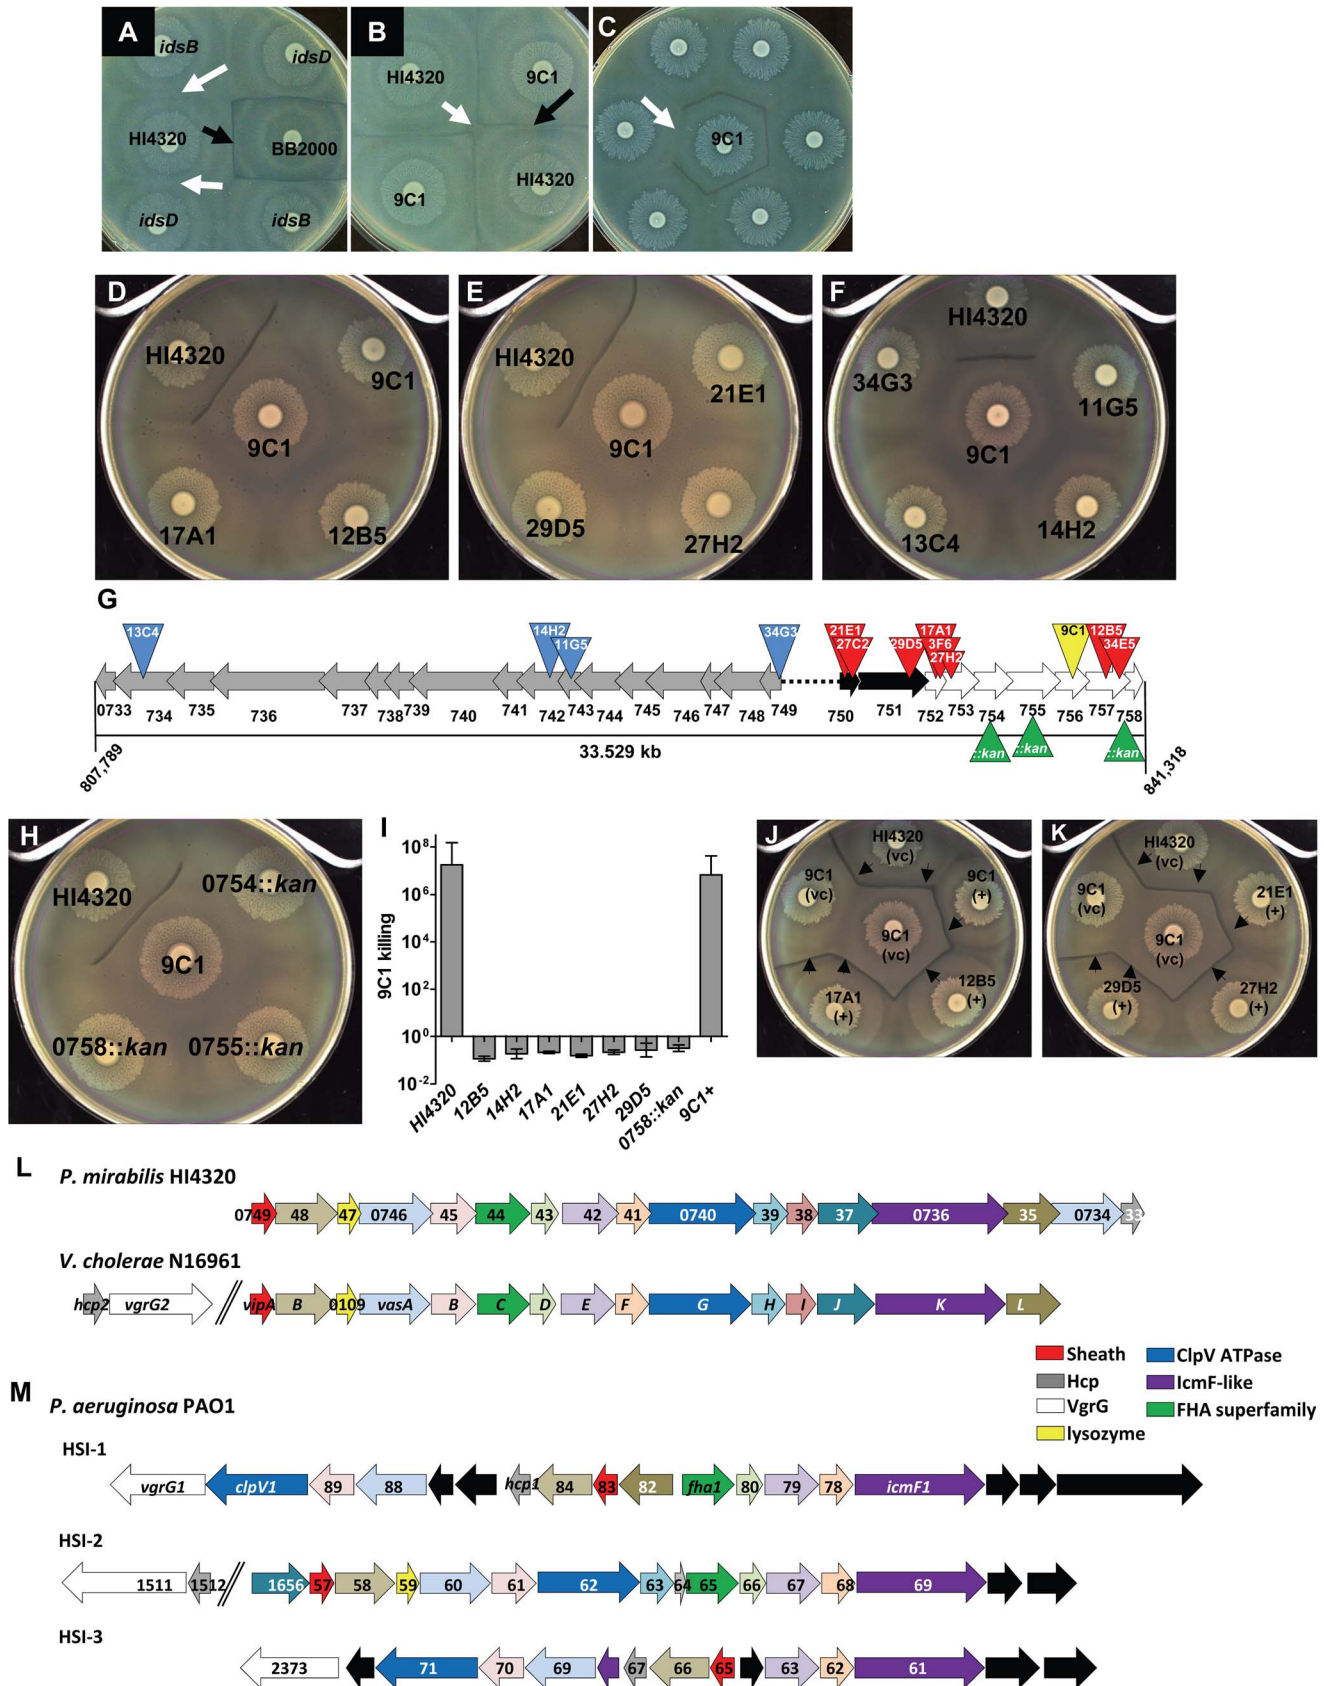 A
idsB
idsD
HI4320
BB2000
idsD
idsB
B
HI4320
9C1
9C1
HI4320
C
9C1
D
HI4320
9C1
9C1
17A1
12B5
E
HI4320
21E1
9C1
29D5
27H2
F
HI4320
34G3
11G5
9C1
13C4
14H2
G
13C4
14H2
11G5
34G3
21E1
27C2
29D5
17A1
3F6
27H2
9C1
12B5
34E5
0733 734 735 736 737 738 739 740 741 742 743 744 745 746 747 748 749 750 751 752 753 754 755 756 757 758
::kan
::kan
::kan
33.529 kb
807,789
841,318
H
HI4320
0754::kan
9C1
0758::kan
0755::kan
I
9C1 killing
10^8
10^6
10^4
10^2
10^0
10^-2
HI4320
12B5
14H2
17A1
21E1
27H2
29D5
0758::kan
9C1+
J
HI4320
(vc)
9C1
(vc)
9C1
(+)
9C1
(vc)
17A1
(+)
12B5
(+)
K
HI4320
(vc)
9C1
(vc)
21E1
(+)
9C1
(vc)
29D5
(+)
27H2
(+)
L
P. mirabilis HI4320
0749 48 47 0746 45 44 43 42 41 0740 39 38 37 0736 35 0734 33
V. cholerae N16961
hcp2 vgrG2 vipA B 0109 vasA B C D E F G H I J K L
Sheath
Hcp
VgrG
lysozyme
ClpV ATPase
IcmF-like
FHA superfamily
M
P. aeruginosa PAO1
HSI-1
vgrG1 clpV1 89 88 hcp1 84 83 82 fha1 80 79 78 icmF1
HSI-2
1511 1512 1656 57 58 59 60 61 62 63 64 65 66 67 68 69
HSI-3
2373 71 70 69 67 66 65 63 62 61